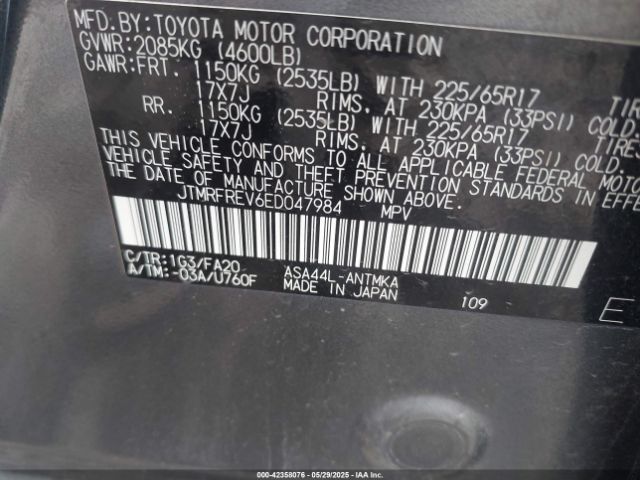 MFD.BY:TOYOTA MOTOR CORPORATION
GVWR:2085KG (4600LB)
GAWR:FRT. 1150KG (2535LB) WITH 225/65R17
17X7J RIMS. AT 230KPA (33PSI) COLD
RR. 1150KG (2535LB) WITH 225/65R17 TIRES
17X7J RIMS. AT 230KPA (33PSI) COLD.
THIS VEHICLE CONFORMS TO ALL APPLICABLE FEDERAL MOTOR
VEHICLE SAFETY AND THEFT PREVENTION STANDARDS IN EFFE
THE DATE OF MANUFACTURE SHOWN ABOVE.
JTMRFREV6ED047984 MPV
C/TR:1G3/FA20 ASA44L-ANTMKA
A/TM:-03A/U760F MADE IN JAPAN 109 E
000-42358076 - 05/29/2025 - IAA, Inc.